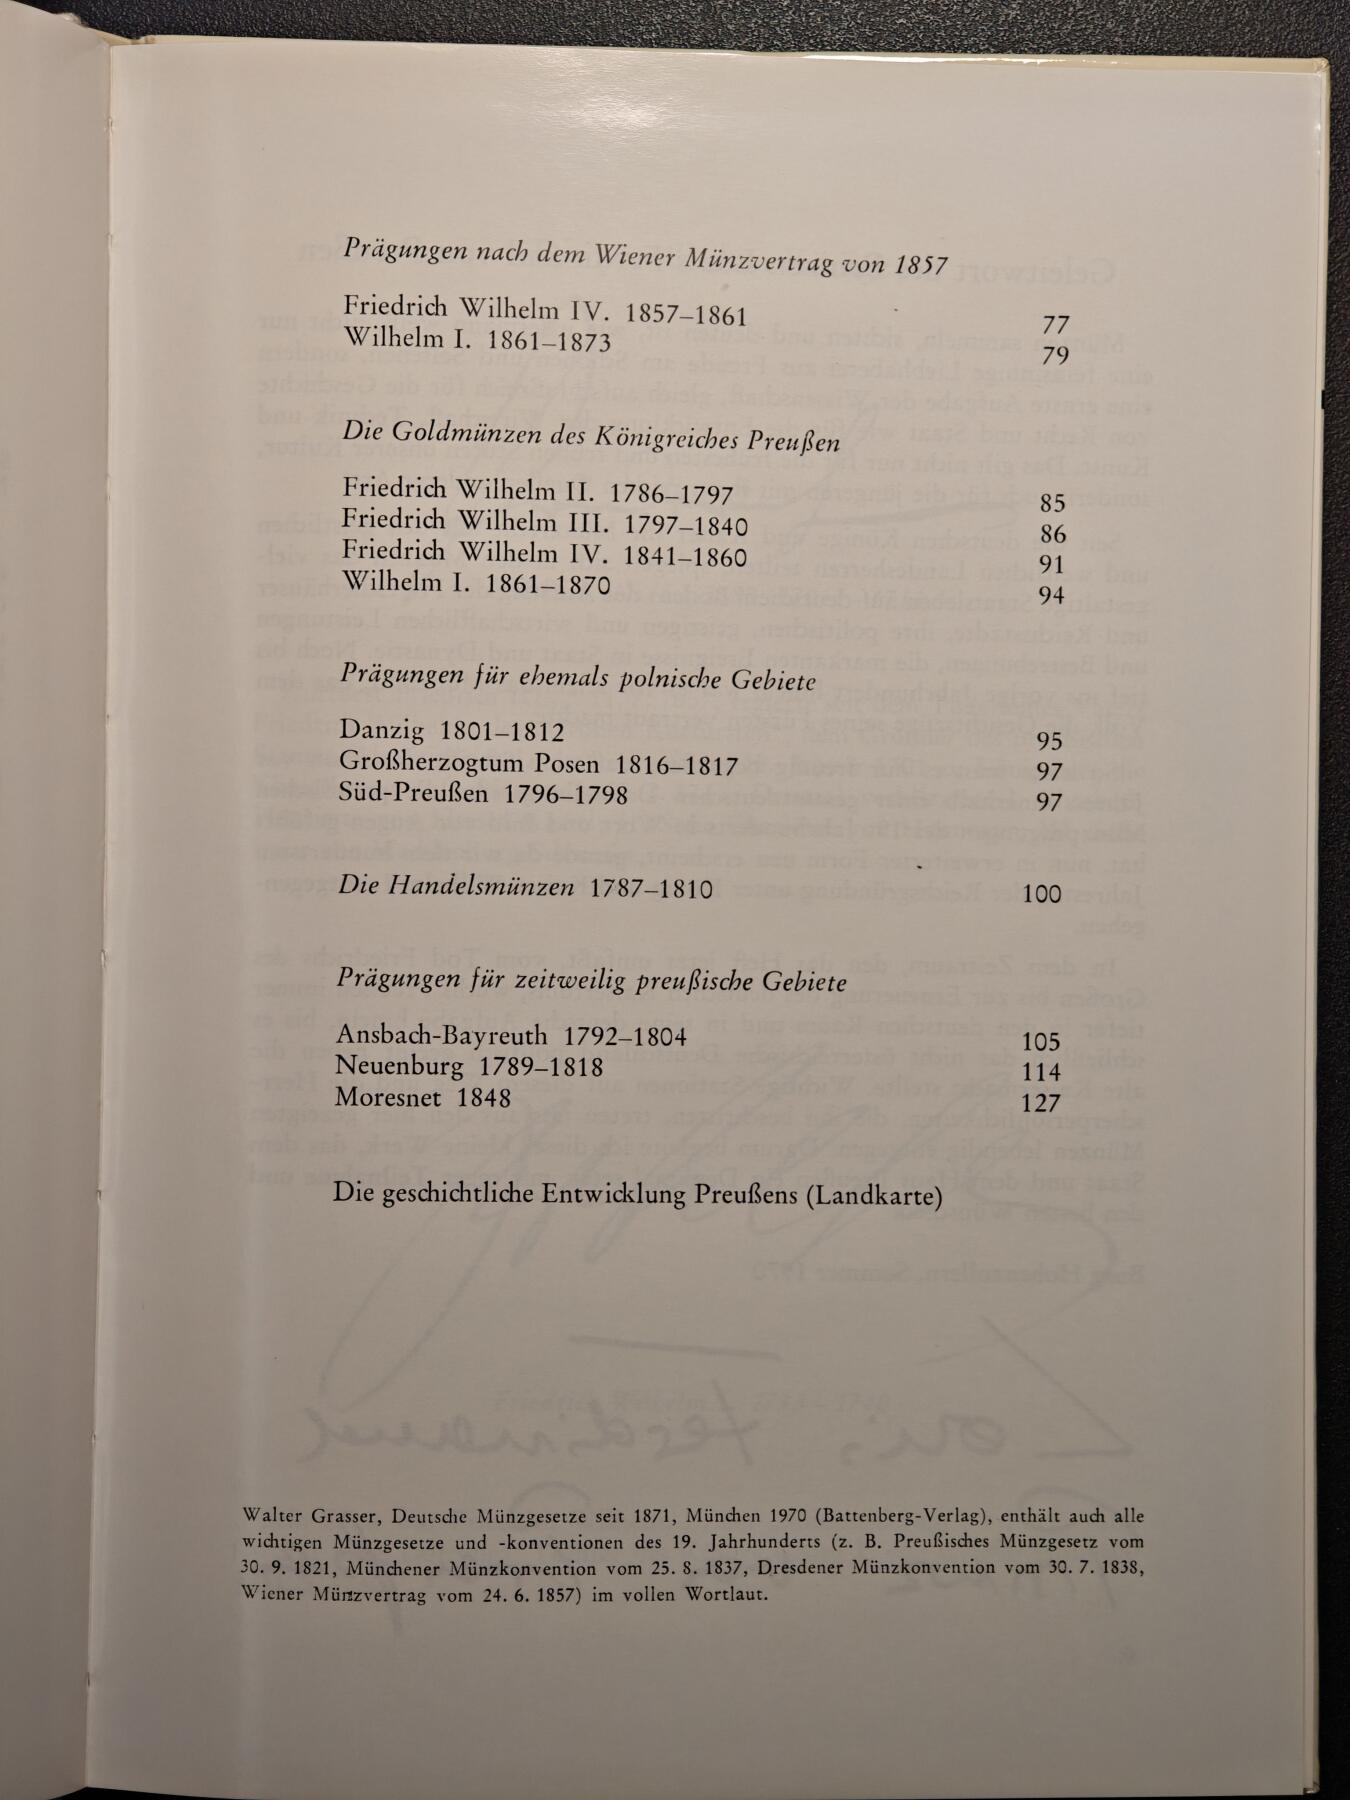 Prägungen nach dem Wiener Münzvertrag von 1857
Friedrich Wilhelm IV. 1857–1861 77
Wilhelm I. 1861–1873 79
Die Goldmünzen des Königreiches Preußen
Friedrich Wilhelm II. 1786–1797 85
Friedrich Wilhelm III. 1797–1840 86
Friedrich Wilhelm IV. 1841–1860 91
Wilhelm I. 1861–1870 94
Prägungen für ehemals polnische Gebiete
Danzig 1801–1812 95
Großherzogtum Posen 1816–1817 97
Süd-Preußen 1796–1798 97
Die Handelsmünzen 1787–1810 100
Prägungen für zeitweilig preußische Gebiete
Ansbach-Bayreuth 1792–1804 105
Neuenburg 1789–1818 114
Moresnet 1848 127
Die geschichtliche Entwicklung Preußens (Landkarte)
Walter Grasser, Deutsche Münzgesetze seit 1871, München 1970 (Battenberg-Verlag), enthält auch alle
wichtigen Münzgesetze und -konventionen des 19. Jahrhunderts (z. B. Preußisches Münzgesetz vom
30. 9. 1821, Münchener Münzkonvention vom 25. 8. 1837, Dresdener Münzkonvention vom 30. 7. 1838,
Wiener Münzvertrag vom 24. 6. 1857) im vollen Wortlaut.